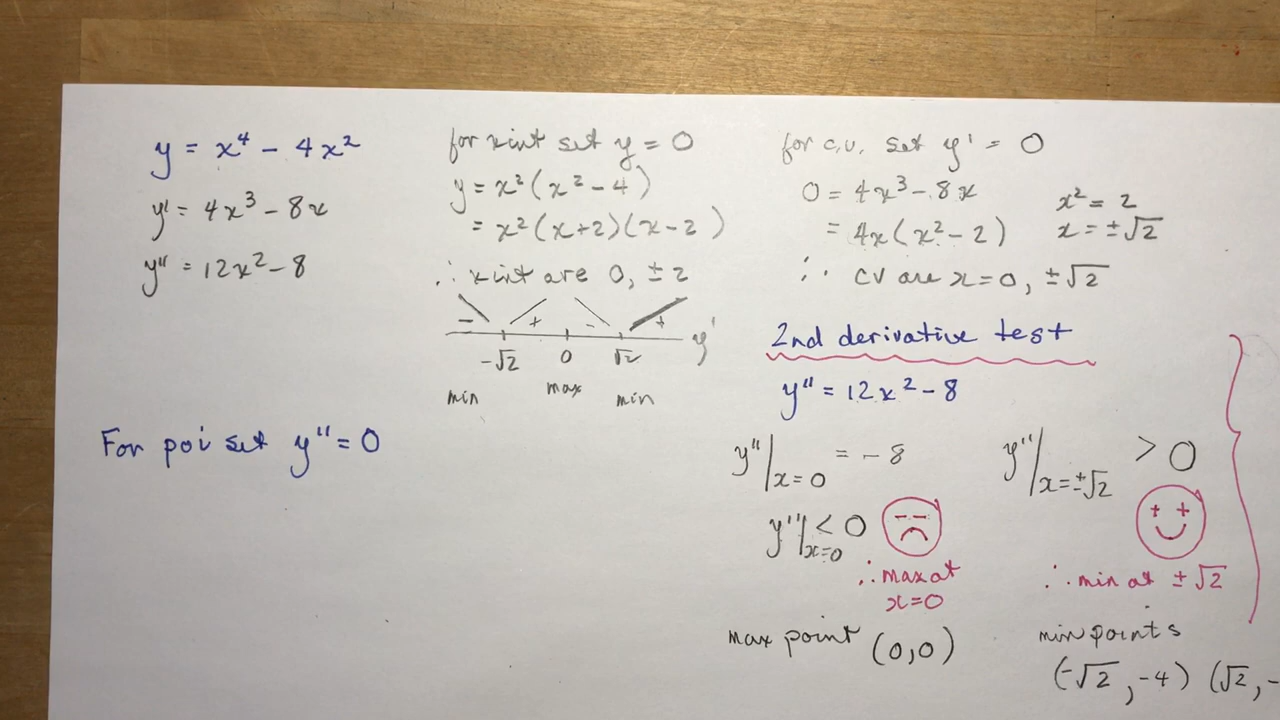 y = x⁴ - 4x²
y' = 4x³ - 8x
y'' = 12x² - 8
for x int set y = 0
y = x²(x² - 4)
= x²(x+2)(x-2)
∴ x int are 0, ±2
- + - + y'
-√2 0 √2
min max min
for c.v. set y' = 0
0 = 4x³ - 8x
= 4x(x² - 2)
x² = 2
x = ±√2
∴ cv are x = 0, ±√2
2nd derivative test
y'' = 12x² - 8
y''|x=0 = -8
y''|x=0 < 0
∴ max at
x=0
max point (0,0)
y''|x=±√2 > 0
∴ min at ±√2
min points
(-√2, -4) (√2, -
For poi set y'' = 0